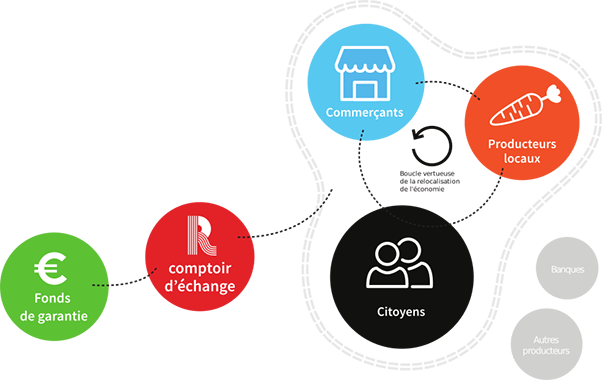 Commerçants
Producteurs
locaux
Boucle vertueuse
de la relocalisation
de l'économie
R
comptoir
d'échange
€
Fonds
de garantie
Citoyens
Banques
Autres
producteurs